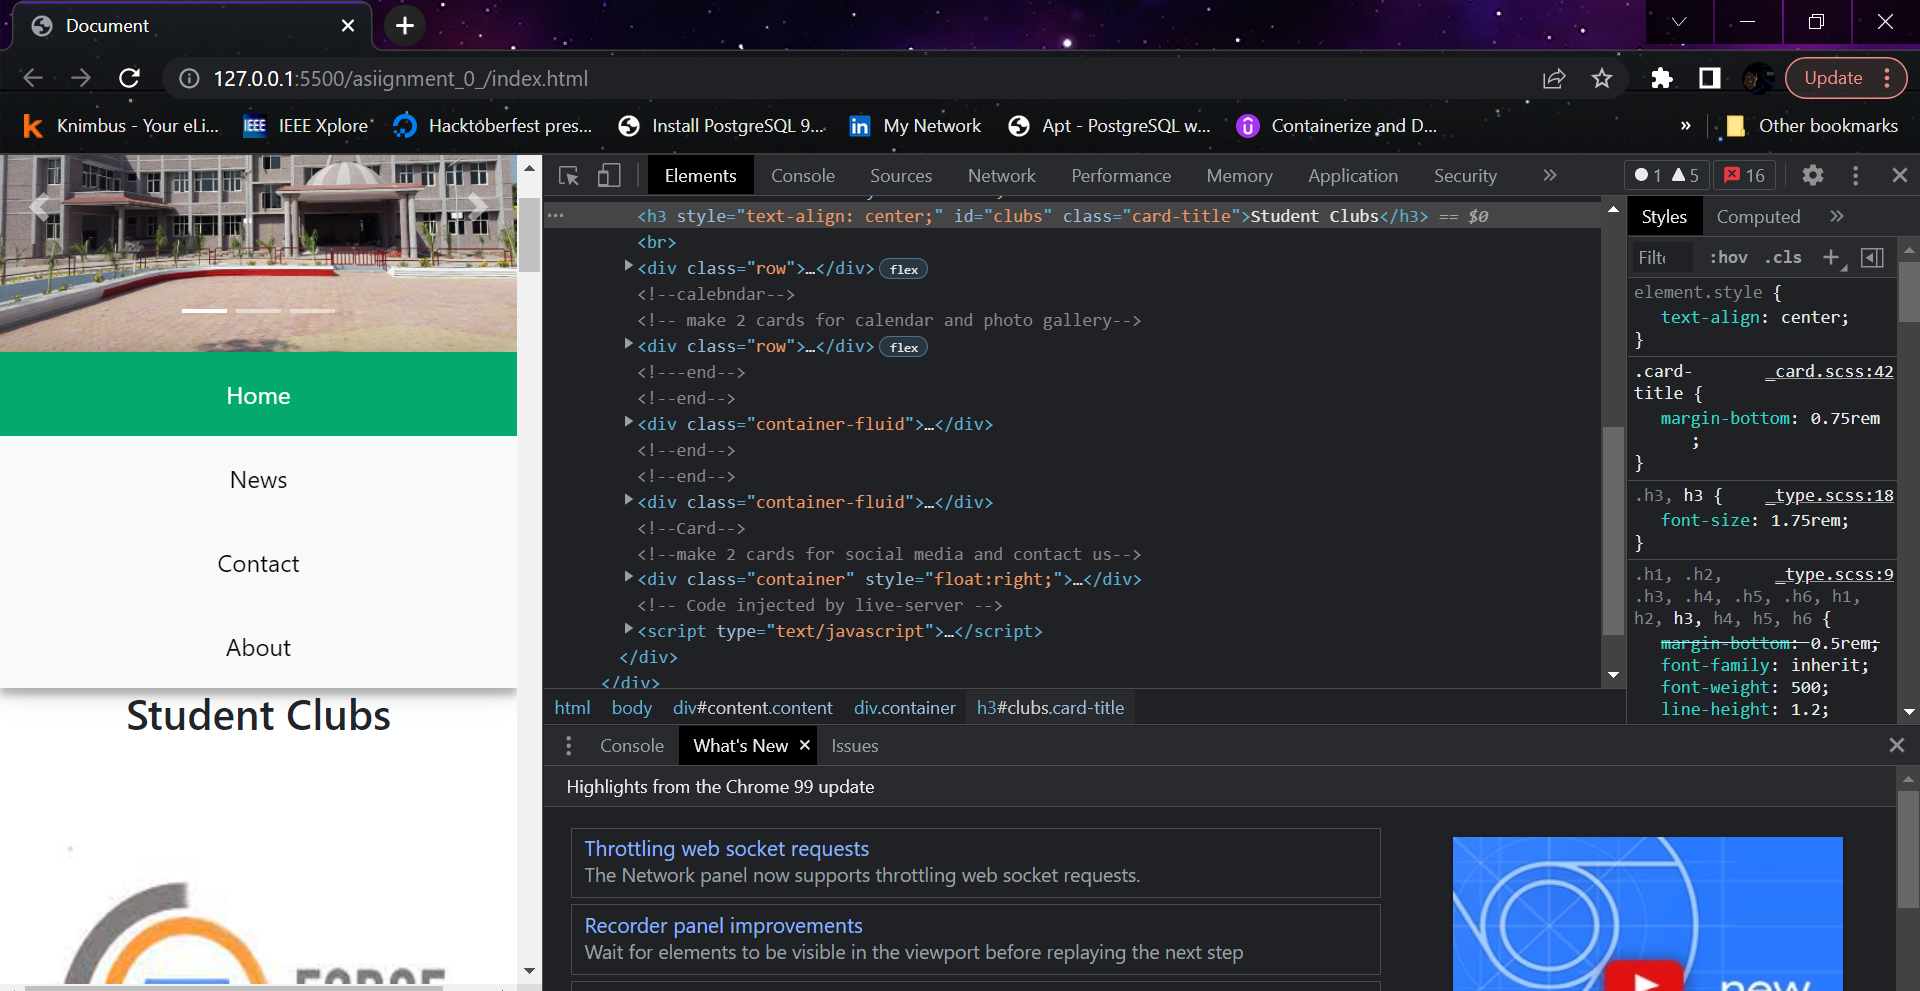 Document
127.0.0.1:5500/asiignment_0_/index.html
Update
Knimbus - Your eLi...
IEEE
IEEE Xplore
Hacktoberfest pres...
Install PostgreSQL 9...
in
My Network
Apt - PostgreSQL w...
Containerize and D...
»
Other bookmarks
Elements
Console
Sources
Network
Performance
Memory
Application
Security
»
1
5
16
<h3 style="text-align: center;" id="clubs" class="card-title">Student Clubs</h3> == $0
<br>
<div class="row">…</div> flex
<!--calebndar-->
<!-- make 2 cards for calendar and photo gallery-->
<div class="row">…</div> flex
<!---end-->
<!--end-->
<div class="container-fluid">…</div>
<!--end-->
<!--end-->
<div class="container-fluid">…</div>
<!--Card-->
<!--make 2 cards for social media and contact us-->
<div class="container" style="float:right;">…</div>
<!-- Code injected by live-server -->
<script type="text/javascript">…</script>
</div>
</div>
html body div#content.content div.container h3#clubs.card-title
Styles
Computed
»
Filt
:hov .cls
element.style {
text-align: center;
}
.card- _card.scss:42
title {
margin-bottom: 0.75rem
;
}
.h3, h3 { _type.scss:18
font-size: 1.75rem;
}
.h1, .h2, _type.scss:9
.h3, .h4, .h5, .h6, h1,
h2, h3, h4, h5, h6 {
margin-bottom: 0.5rem;
font-family: inherit;
font-weight: 500;
line-height: 1.2;
Home
News
Contact
About
Student Clubs
FORCE
Console
What's New
Issues
Highlights from the Chrome 99 update
Throttling web socket requests
The Network panel now supports throttling web socket requests.
Recorder panel improvements
Wait for elements to be visible in the viewport before replaying the next step
new